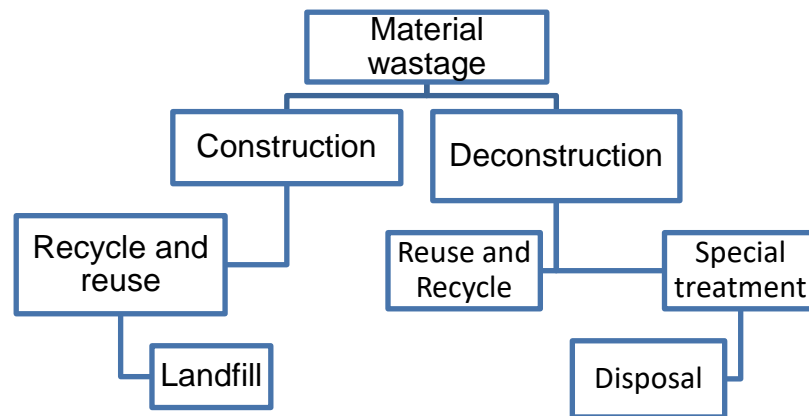 Material
wastage
Construction
Deconstruction
Recycle and
reuse
Reuse and
Recycle
Special
treatment
Landfill
Disposal